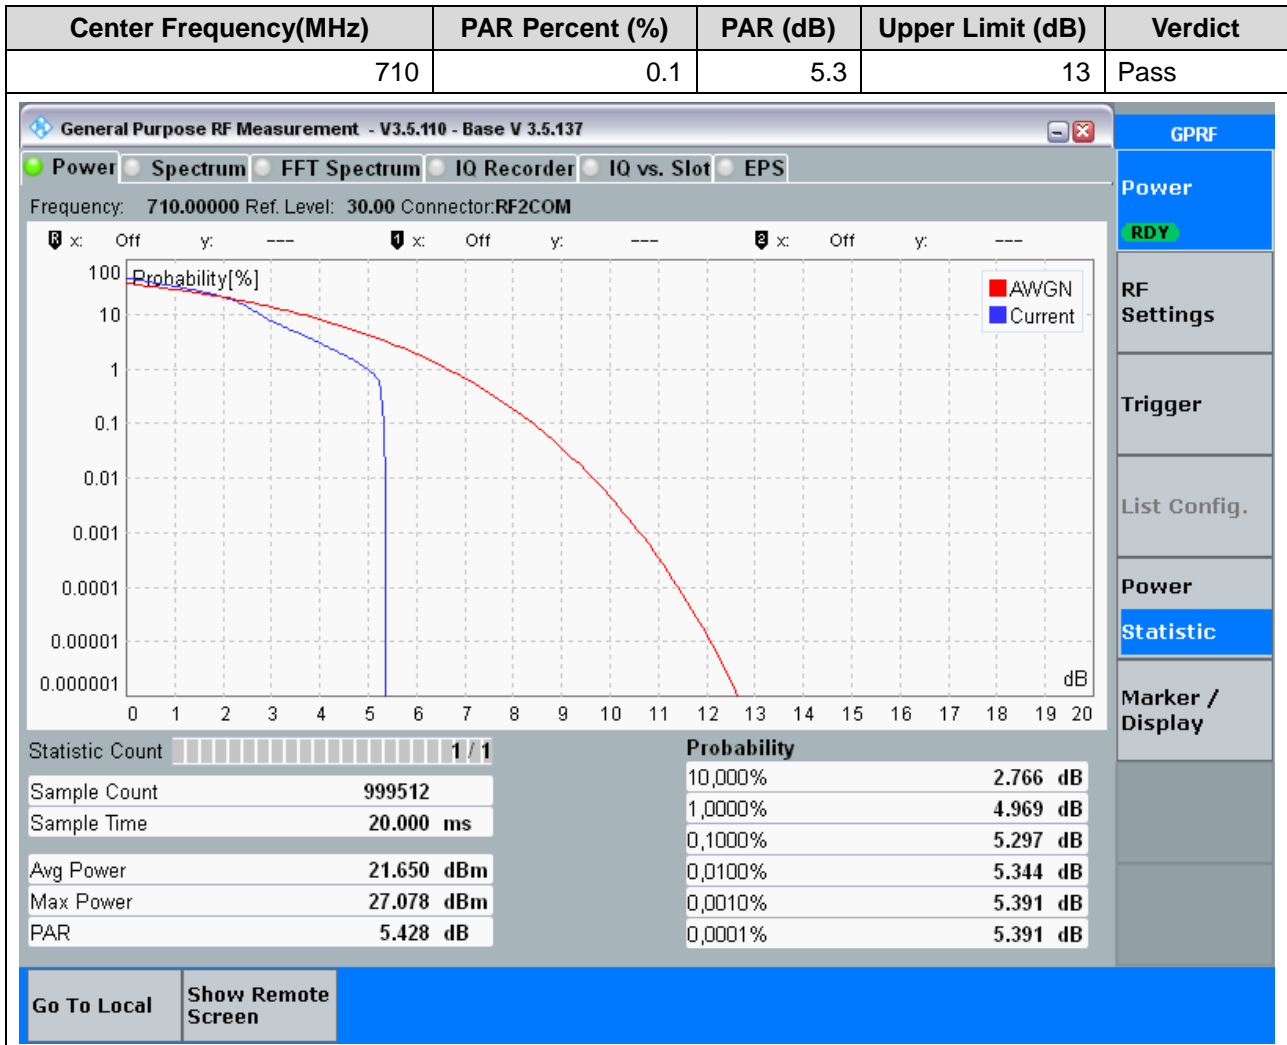 Center Frequency(MHz) PAR Percent (%) PAR (dB) Upper Limit (dB) Verdict
710 0.1 5.3 13 Pass
General Purpose RF Measurement - V3.5.110 - Base V 3.5.137
GPRF
Power Spectrum FFT Spectrum IQ Recorder IQ vs. Slot EPS
Frequency: 710.00000 Ref. Level: 30.00 Connector:RF2COM
R x: Off y: --- 1 x: Off y: --- 2 x: Off y: ---
Probability[%]
AWGN
Current
100
10
1
0.1
0.01
0.001
0.0001
0.00001
0.000001
dB
0 1 2 3 4 5 6 7 8 9 10 11 12 13 14 15 16 17 18 19 20
Statistic Count 1 / 1
Sample Count 999512
Sample Time 20.000 ms
Avg Power 21.650 dBm
Max Power 27.078 dBm
PAR 5.428 dB
Probability
10,000% 2.766 dB
1,0000% 4.969 dB
0,1000% 5.297 dB
0,0100% 5.344 dB
0,0010% 5.391 dB
0,0001% 5.391 dB
Power
RDY
RF
Settings
Trigger
List Config.
Power
Statistic
Marker /
Display
Go To Local
Show Remote
Screen